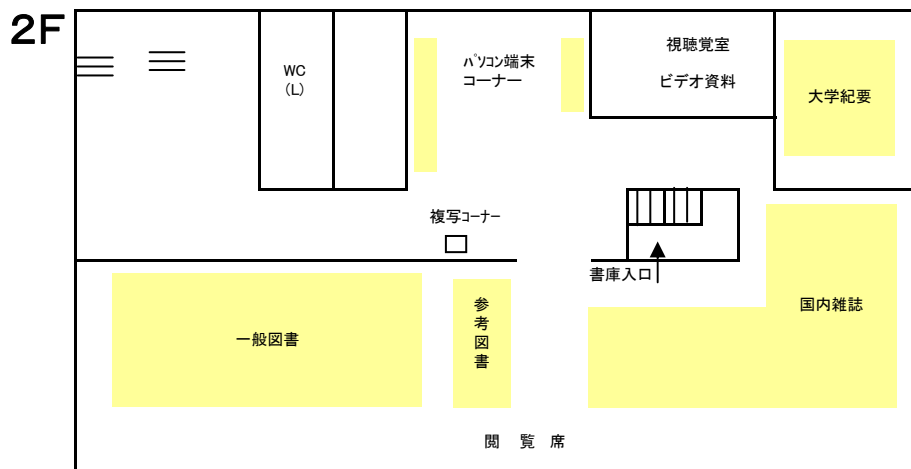 2F
WC
(L)
ﾊﾟｿｺﾝ端末
コーナー
視聴覚室
ビデオ資料
大学紀要
複写ｺｰﾅｰ
書庫入口
一般図書
参考図書
国内雑誌
閲　覧　席